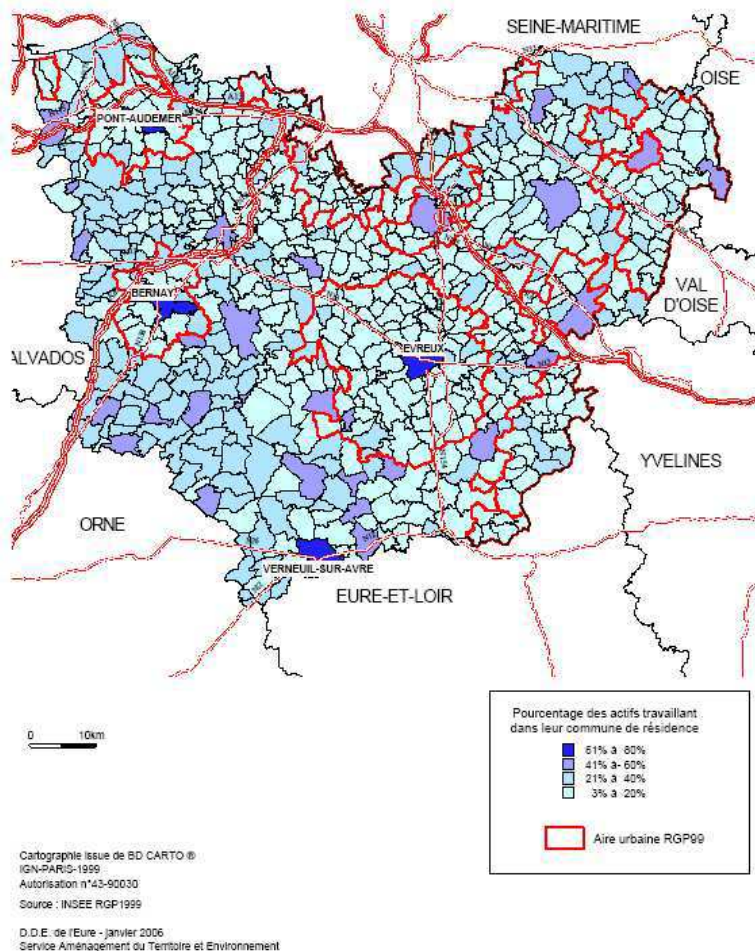 SEINE-MARITIME
OISE
PONT-AUDEMER
BERNAY
VAL
D'OISE
ALVADOS
EVREUX
YVELINES
ORNE
VERNEUIL-SUR-AVRE
EURE-ET-LOIR
0 10km
Pourcentage des actifs travaillant
dans leur commune de résidence
61% à 80%
41% à- 60%
21% à 40%
3% à 20%
Aire urbaine RGP99
Cartographie issue de BD CARTO ®
IGN-PARIS-1999
Autorisation n°43-90030
Source : INSEE RGP1999
D.D.E. de l'Eure - janvier 2006
Service Aménagement du Territoire et Environnement